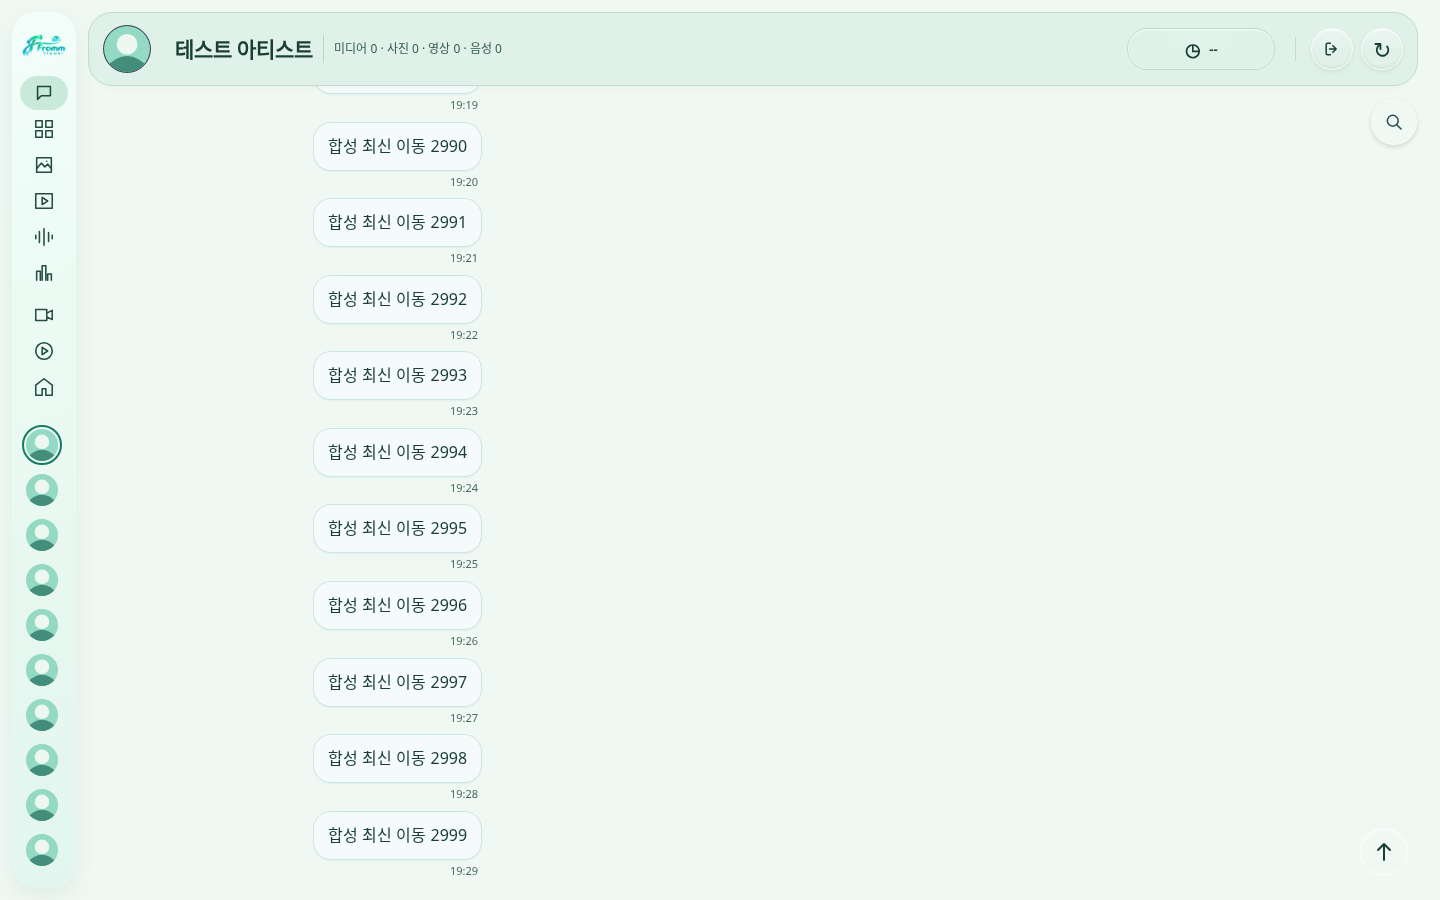 Fromm
Viewer
테스트 아티스트
미디어 0 · 사진 0 · 영상 0 · 음성 0
--
19:19
합성 최신 이동 2990
19:20
합성 최신 이동 2991
19:21
합성 최신 이동 2992
19:22
합성 최신 이동 2993
19:23
합성 최신 이동 2994
19:24
합성 최신 이동 2995
19:25
합성 최신 이동 2996
19:26
합성 최신 이동 2997
19:27
합성 최신 이동 2998
19:28
합성 최신 이동 2999
19:29